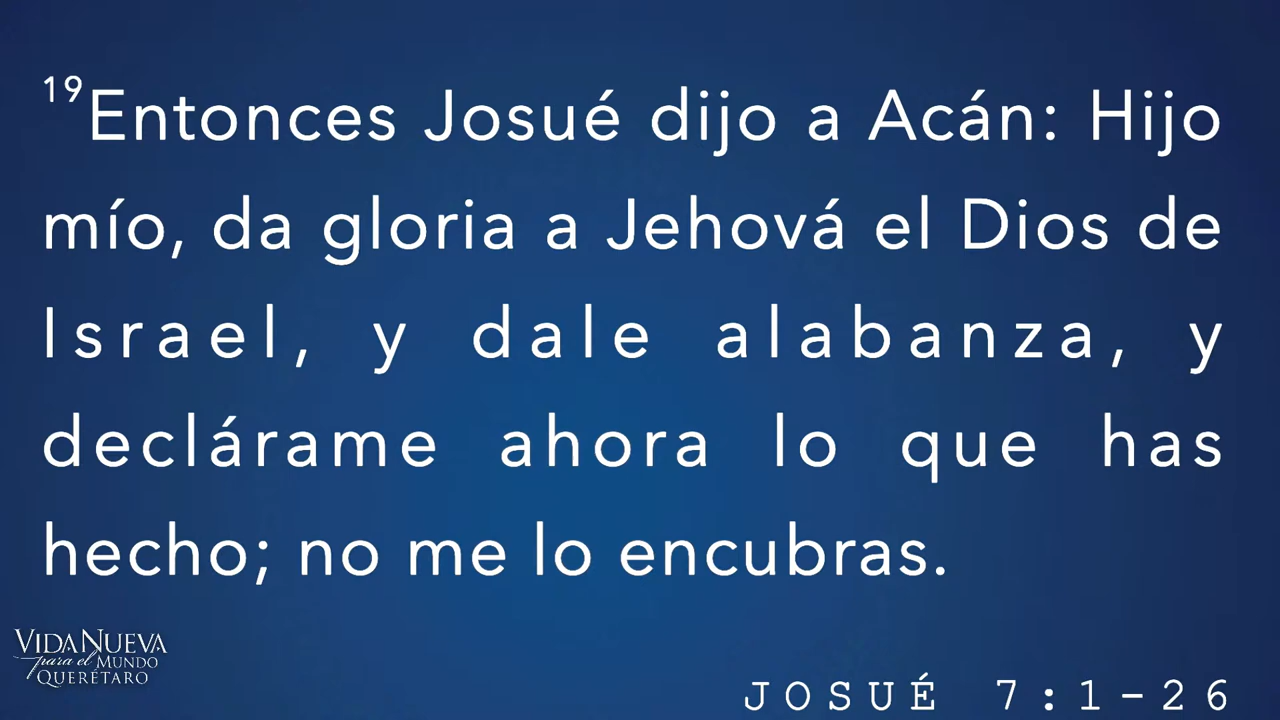 19Entonces Josué dijo a Acán: Hijo
mío, da gloria a Jehová el Dios de
Israel, y dale alabanza, y
declárame ahora lo que has
hecho; no me lo encubras.
VIDA NUEVA
para el MUNDO
QUERÉTARO
JOSUÉ 7:1-26